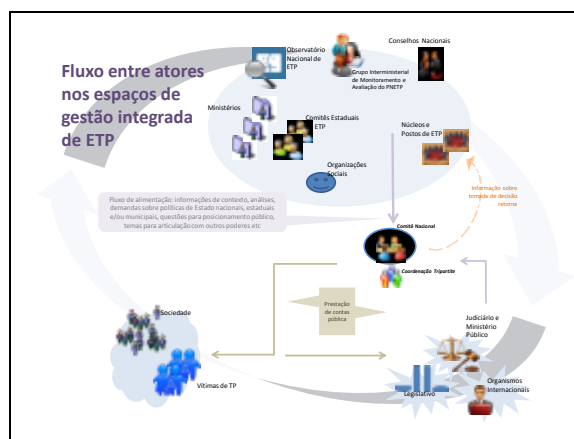 Fluxo entre atores
nos espaços de
gestão integrada
de ETP
Observatório
Nacional de
ETP
Conselhos Nacionais
Grupo Interministerial
de Monitoramento e
Avaliação do PNETP
Ministérios
Comitês Estaduais
ETP
Núcleos e
Postos de ETP
Organizações
Sociais
Informação sobre
tomada de decisão
retorna
Fluxo de alimentação: informações de contexto, análises,
demandas sobre políticas de Estado nacionais, estaduais
e/ou municipais, questões para posicionamento público,
temas para articulação com outros poderes etc
Comitê Nacional
Coordenação Tripartite
Prestação
de contas
pública
Sociedade
Vítimas de TP
Judiciário e
Ministério
Público
Legislativo
Organismos
Internacionais